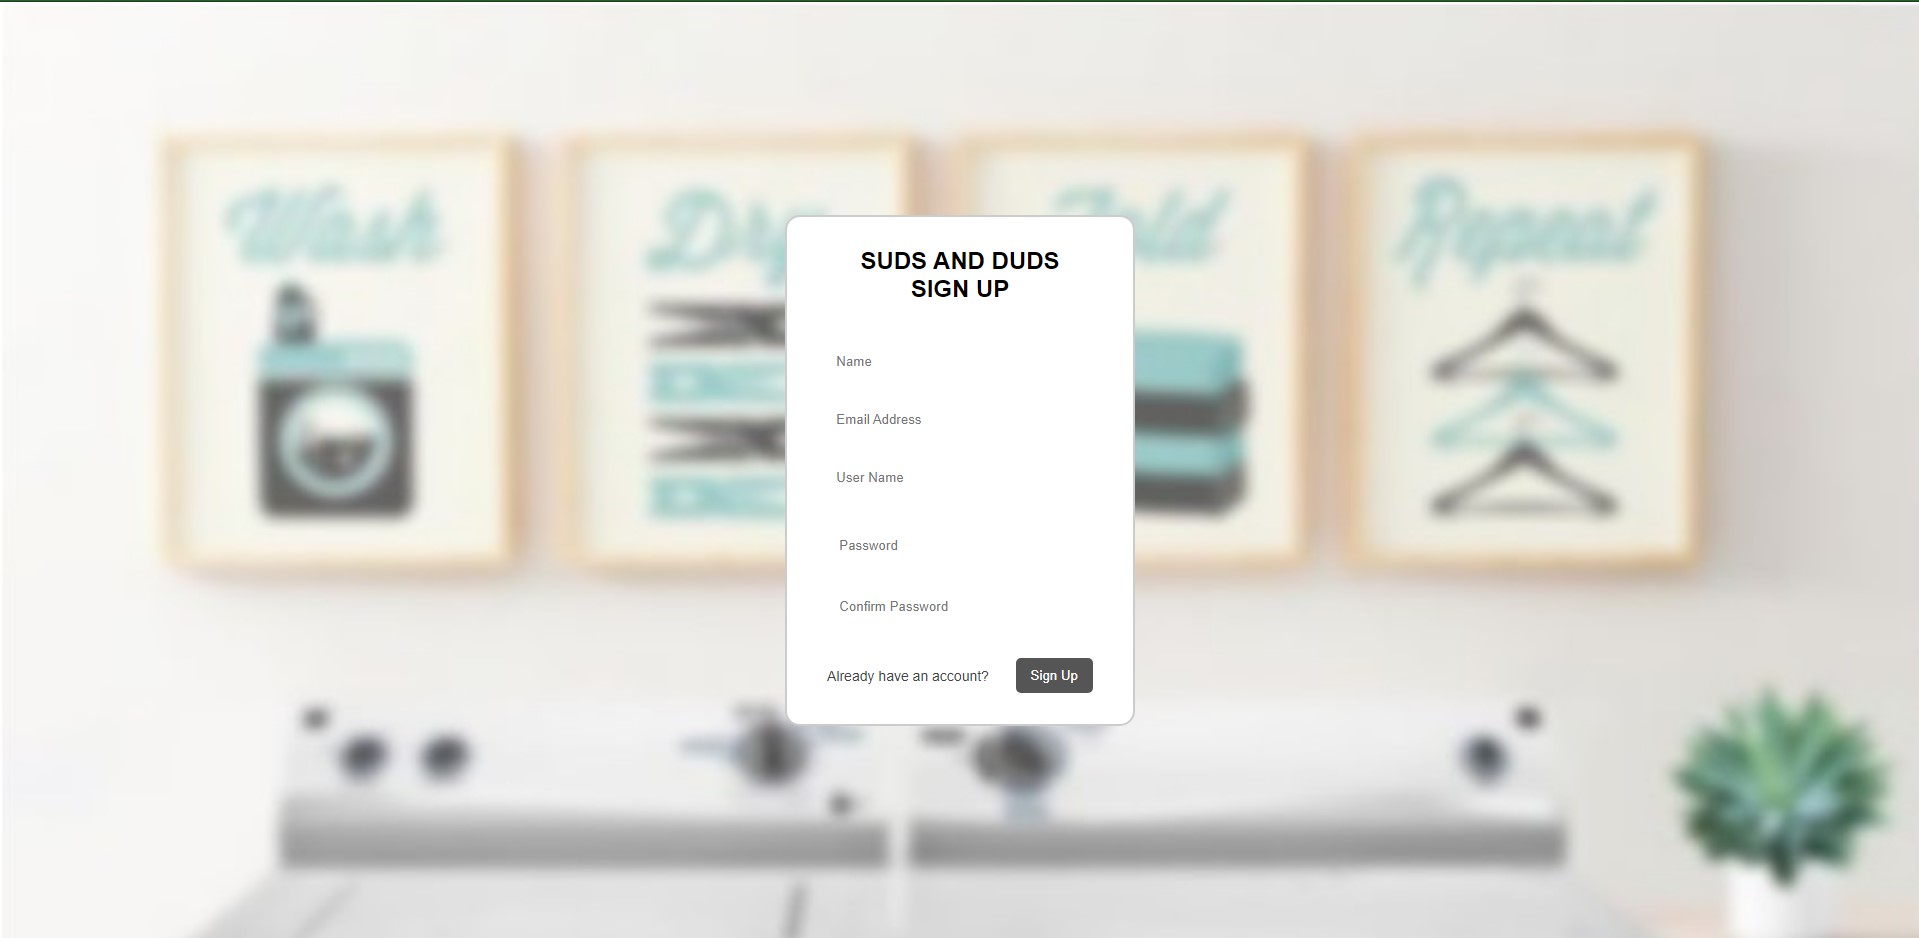 Wash
Dry
Fold
Repeat
SUDS AND DUDS
SIGN UP
Name
Email Address
User Name
Password
Confirm Password
Already have an account?
Sign Up